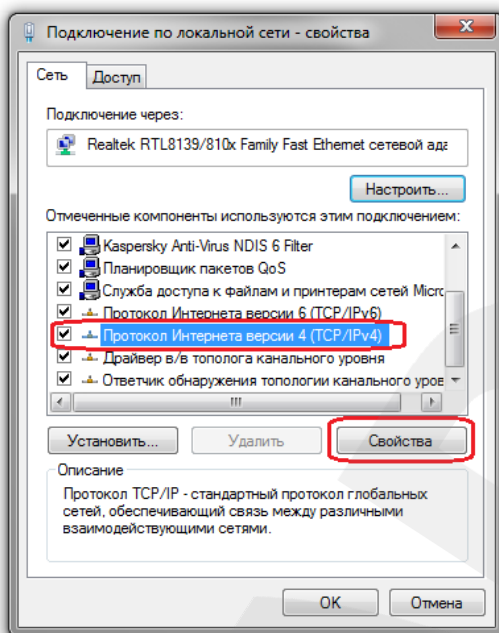 Подключение по локальной сети - свойства
Сеть Доступ
Подключение через:
Realtek RTL8139/810x Family Fast Ethernet сетевой ада
Настроить...
Отмеченные компоненты используются этим подключением:
Kaspersky Anti-Virus NDIS 6 Filter
Планировщик пакетов QoS
Служба доступа к файлам и принтерам сетей Micro
Протокол Интернета версии 6 (TCP/IPv6)
Протокол Интернета версии 4 (TCP/IPv4)
Драйвер в/в тополога канального уровня
Ответчик обнаружения топологии канального уров
Установить... Удалить Свойства
Описание
Протокол TCP/IP - стандартный протокол глобальных
сетей, обеспечивающий связь между различными
взаимодействующими сетями.
OK Отмена